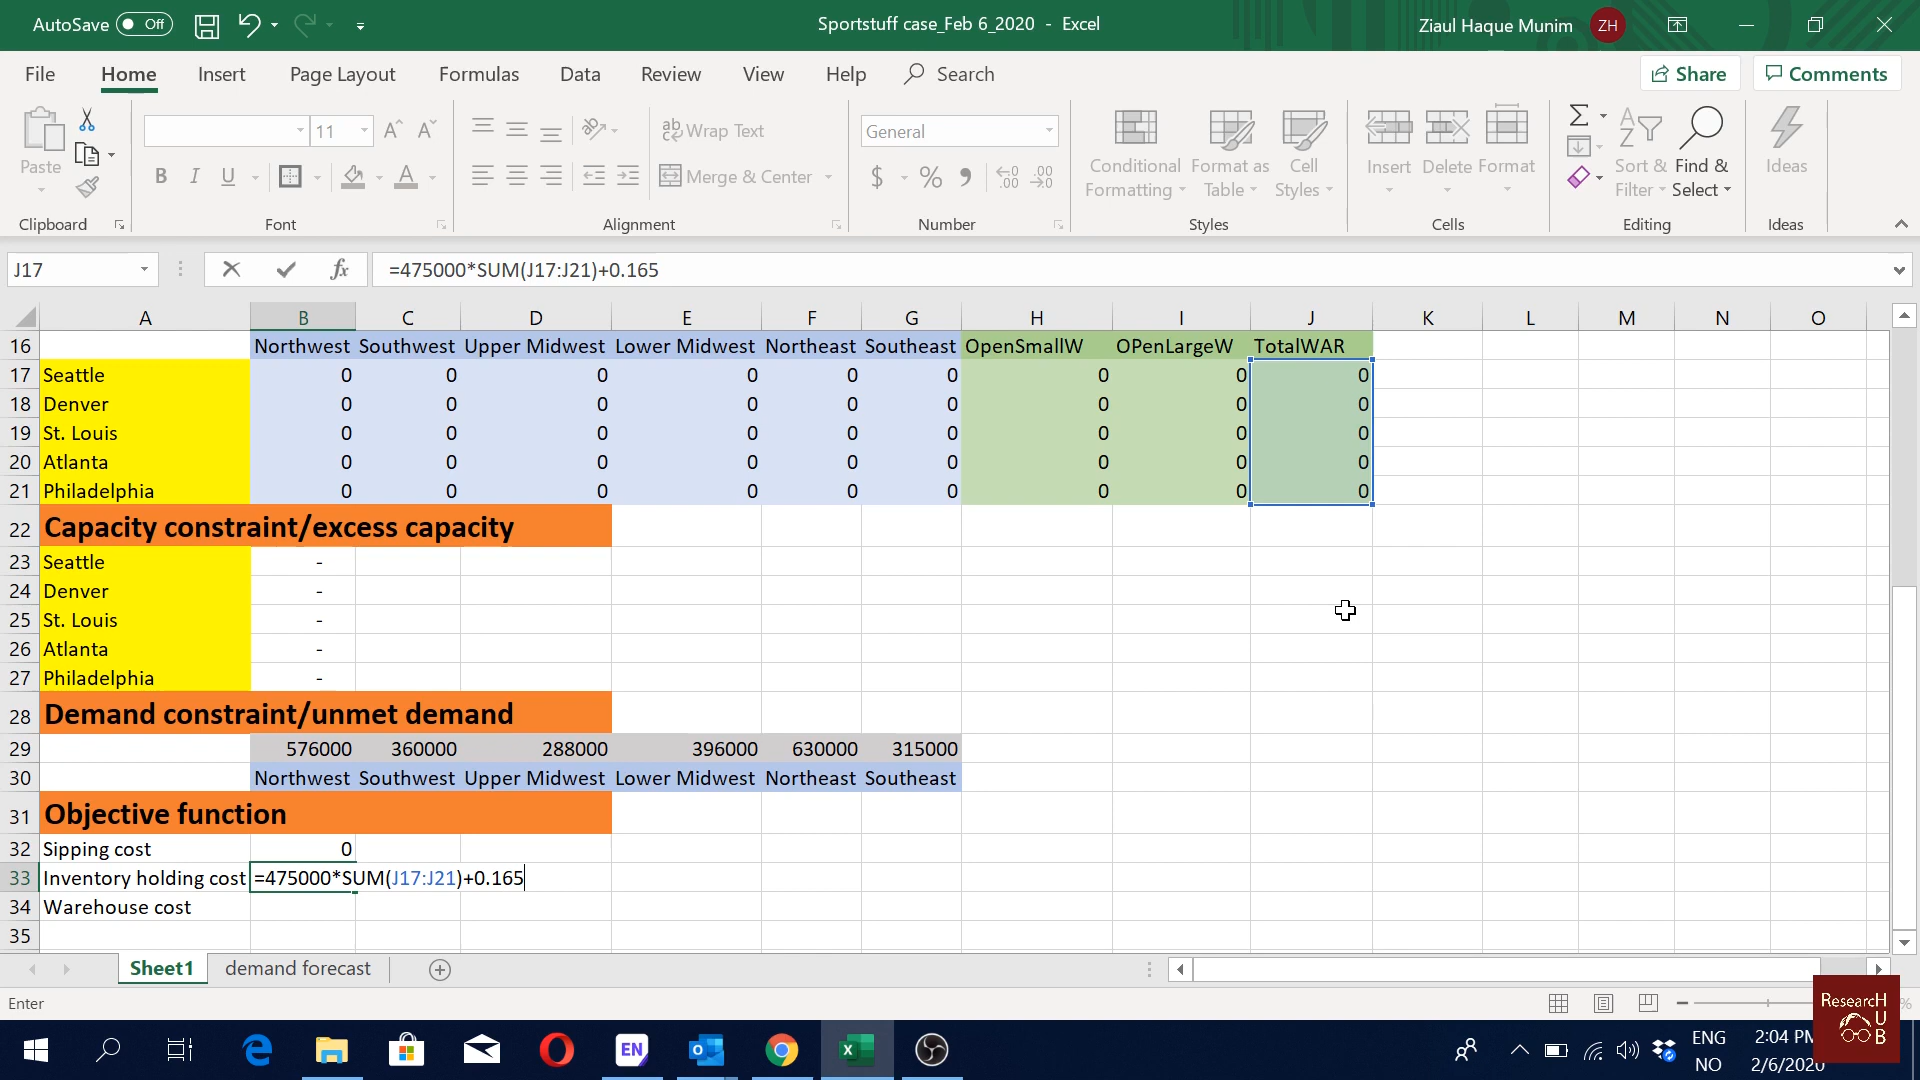 AutoSave Off Sportstuff case_Feb 6_2020 - Excel Ziaul Haque Munim ZH
File Home Insert Page Layout Formulas Data Review View Help Search Share Comments
Paste 11 A^ A˅ B I U A ab Wrap Text Merge & Center General $ % 9 Conditional Formatting Format as Table Cell Styles Insert Delete Format Sort & Filter Find & Select Ideas
Clipboard Font Alignment Number Styles Cells Editing Ideas
J17 fx =475000*SUM(J17:J21)+0.165
A B C D E F G H I J K L M N O
16 Northwest Southwest Upper Midwest Lower Midwest Northeast Southeast OpenSmallW OPenLargeW TotalWAR
17 Seattle 0 0 0 0 0 0 0 0 0
18 Denver 0 0 0 0 0 0 0 0 0
19 St. Louis 0 0 0 0 0 0 0 0 0
20 Atlanta 0 0 0 0 0 0 0 0 0
21 Philadelphia 0 0 0 0 0 0 0 0 0
22 Capacity constraint/excess capacity
23 Seattle -
24 Denver -
25 St. Louis -
26 Atlanta -
27 Philadelphia -
28 Demand constraint/unmet demand
29 576000 360000 288000 396000 630000 315000
30 Northwest Southwest Upper Midwest Lower Midwest Northeast Southeast
31 Objective function
32 Sipping cost 0
33 Inventory holding cost =475000*SUM(J17:J21)+0.165
34 Warehouse cost
35
Sheet1 demand forecast
Enter
ResearcH
U
B
EN ENG 2:04 PM
NO 2/6/2020